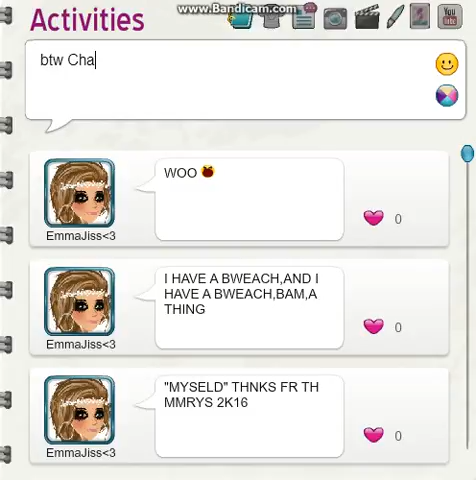 www.Bandicam.com
Activities
You
btw Cha
WOO
0
EmmaJiss<3
I HAVE A BWEACH,AND I
HAVE A BWEACH,BAM,A
THING
0
EmmaJiss<3
"MYSELD" THNKS FR TH
MMRYS 2K16
0
EmmaJiss<3